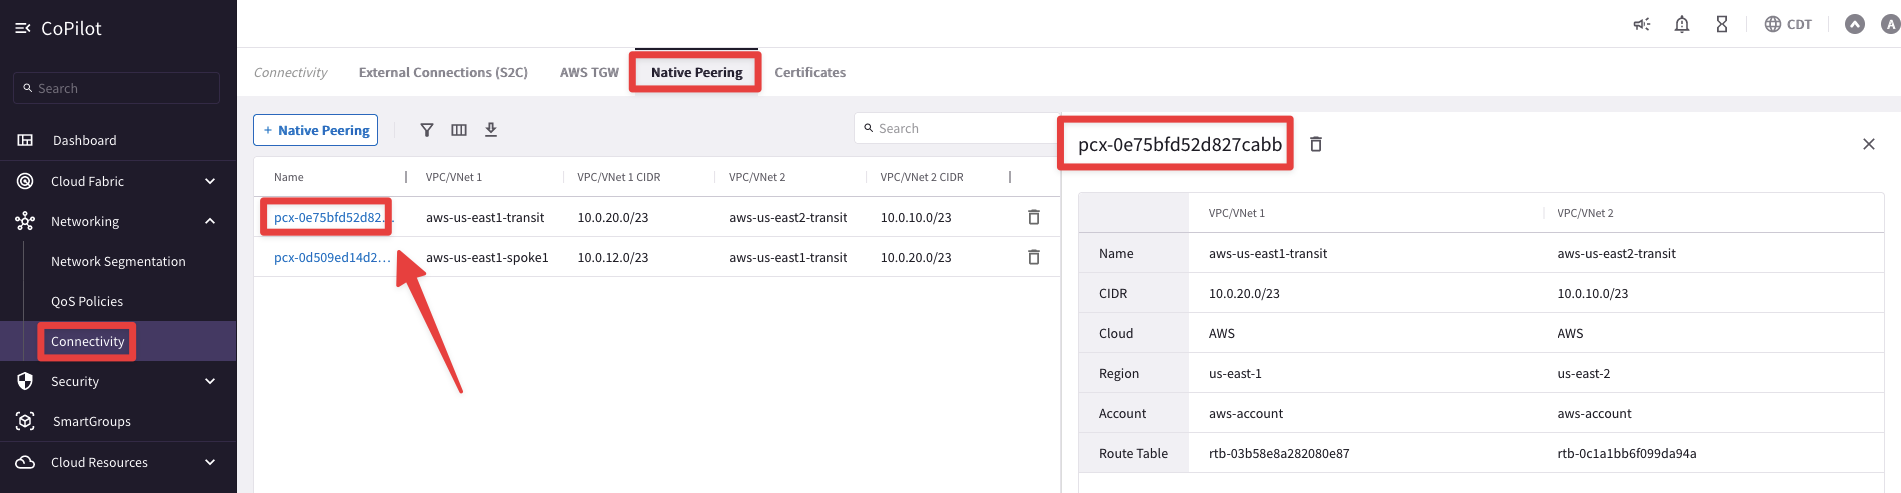 CoPilot
Search
Dashboard
Cloud Fabric
Networking
Network Segmentation
QoS Policies
Connectivity
Security
SmartGroups
Cloud Resources
CDT
A
Connectivity External Connections (S2C) AWS TGW Native Peering Certificates
+ Native Peering
Search
Name VPC/VNet 1 VPC/VNet 1 CIDR VPC/VNet 2 VPC/VNet 2 CIDR
pcx-0e75bfd52d82... aws-us-east1-transit 10.0.20.0/23 aws-us-east2-transit 10.0.10.0/23
pcx-0d509ed14d2... aws-us-east1-spoke1 10.0.12.0/23 aws-us-east1-transit 10.0.20.0/23
pcx-0e75bfd52d827cabb
VPC/VNet 1 VPC/VNet 2
Name aws-us-east1-transit aws-us-east2-transit
CIDR 10.0.20.0/23 10.0.10.0/23
Cloud AWS AWS
Region us-east-1 us-east-2
Account aws-account aws-account
Route Table rtb-03b58e8a282080e87 rtb-0c1a1bb6f099da94a